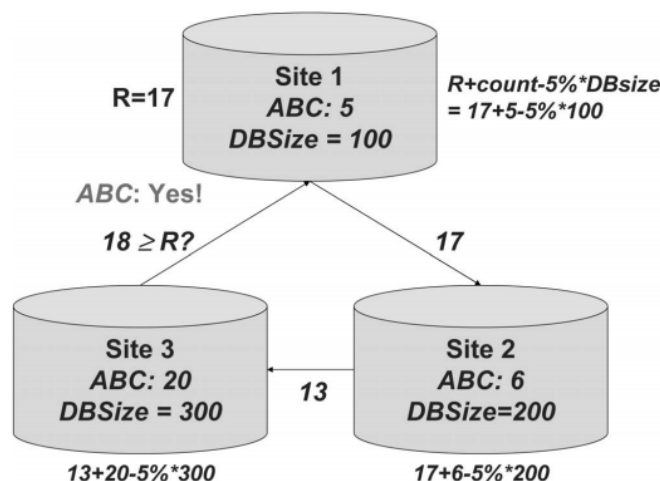 Site 1
R=17
ABC: 5
DBSize = 100
R+count-5%*DBsize
= 17+5-5%*100
ABC: Yes!
18 ≥ R?
17
Site 3
ABC: 20
DBSize = 300
13
Site 2
ABC: 6
DBSize=200
13+20-5%*300
17+6-5%*200